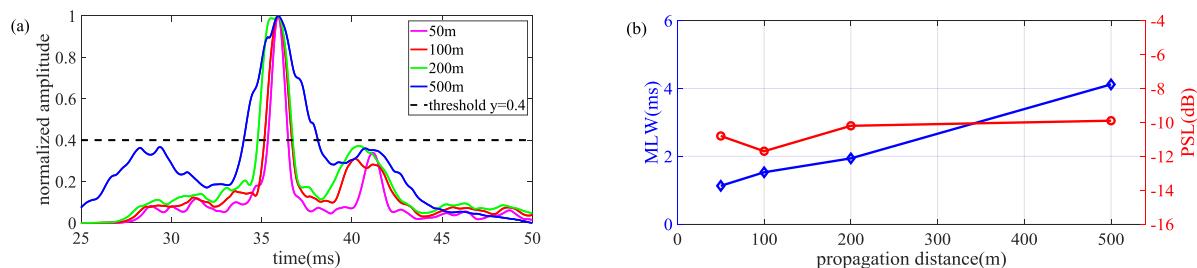 (a)
normalized amplitude
1
0.8
0.6
0.4
0.2
0
25
30
35
40
45
50
time(ms)
50m
100m
200m
500m
threshold y=0.4
(b)
MLW(ms)
6
4
2
0
0
100
200
300
400
500
propagation distance(m)
-4
-6
-8
-10
-12
-14
-16
PSL(dB)